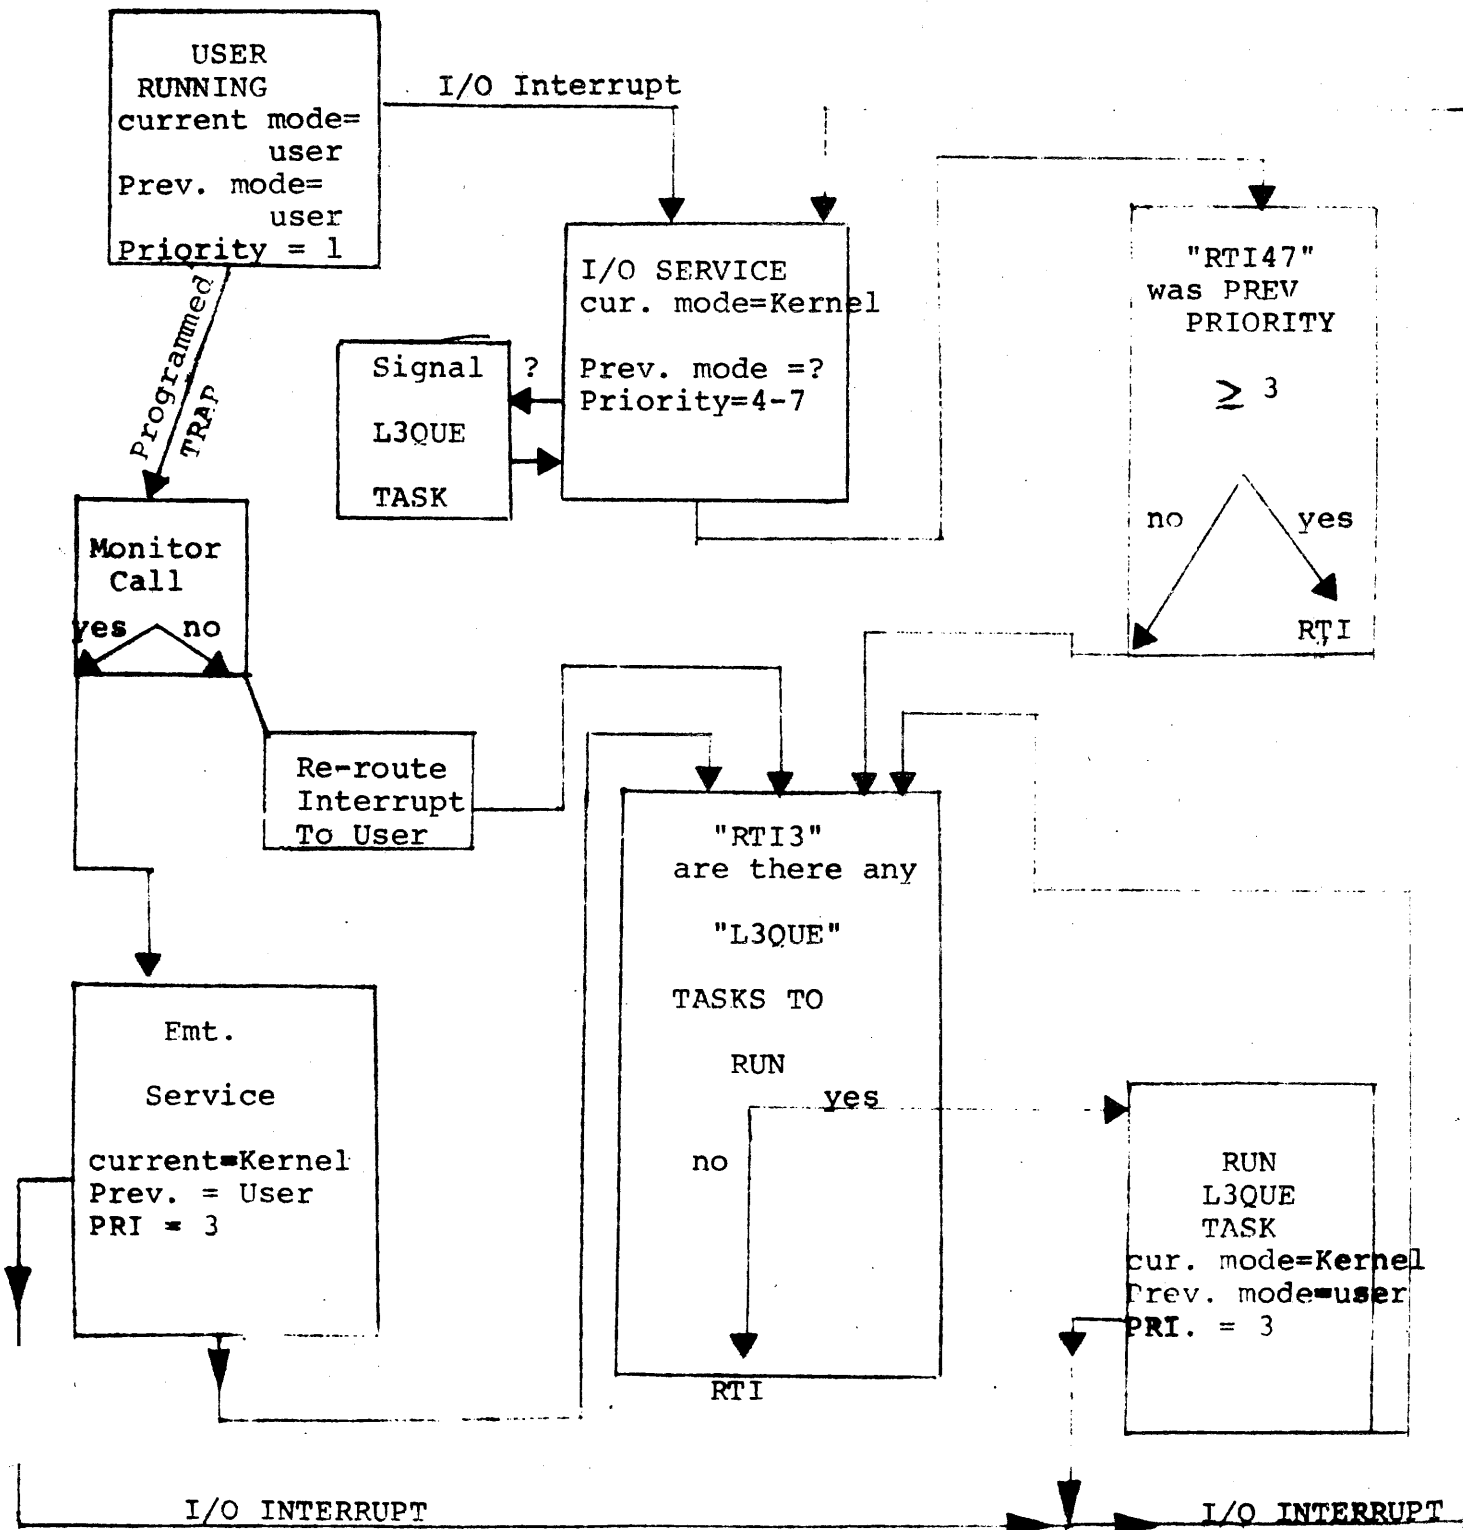 USER
RUNNING
current mode=
user
Prev. mode=
user
Priority = 1
I/O Interrupt
Programmed
TRAP
I/O SERVICE
cur. mode=Kernel
Prev. mode =?
Priority=4-7
Signal ?
L3QUE
TASK
"RTI47"
was PREV
PRIORITY
≥ 3
no yes
RTI
Monitor
Call
yes no
Re-route
Interrupt
To User
"RTI3"
are there any
"L3QUE"
TASKS TO
RUN
yes
no
RTI
Emt.
Service
current=Kernel
Prev. = User
PRI = 3
RUN
L3QUE
TASK
cur. mode=Kernel
Prev. mode=user
PRI. = 3
I/O INTERRUPT
I/O INTERRUPT